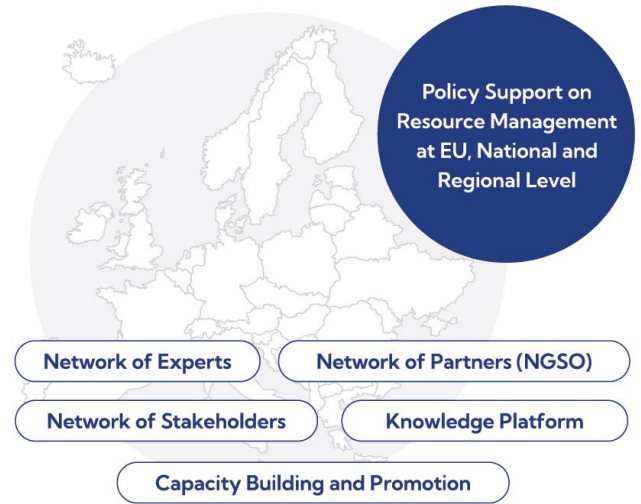 Policy Support on
Resource Management
at EU, National and
Regional Level
Network of Experts
Network of Partners (NGSO)
Network of Stakeholders
Knowledge Platform
Capacity Building and Promotion